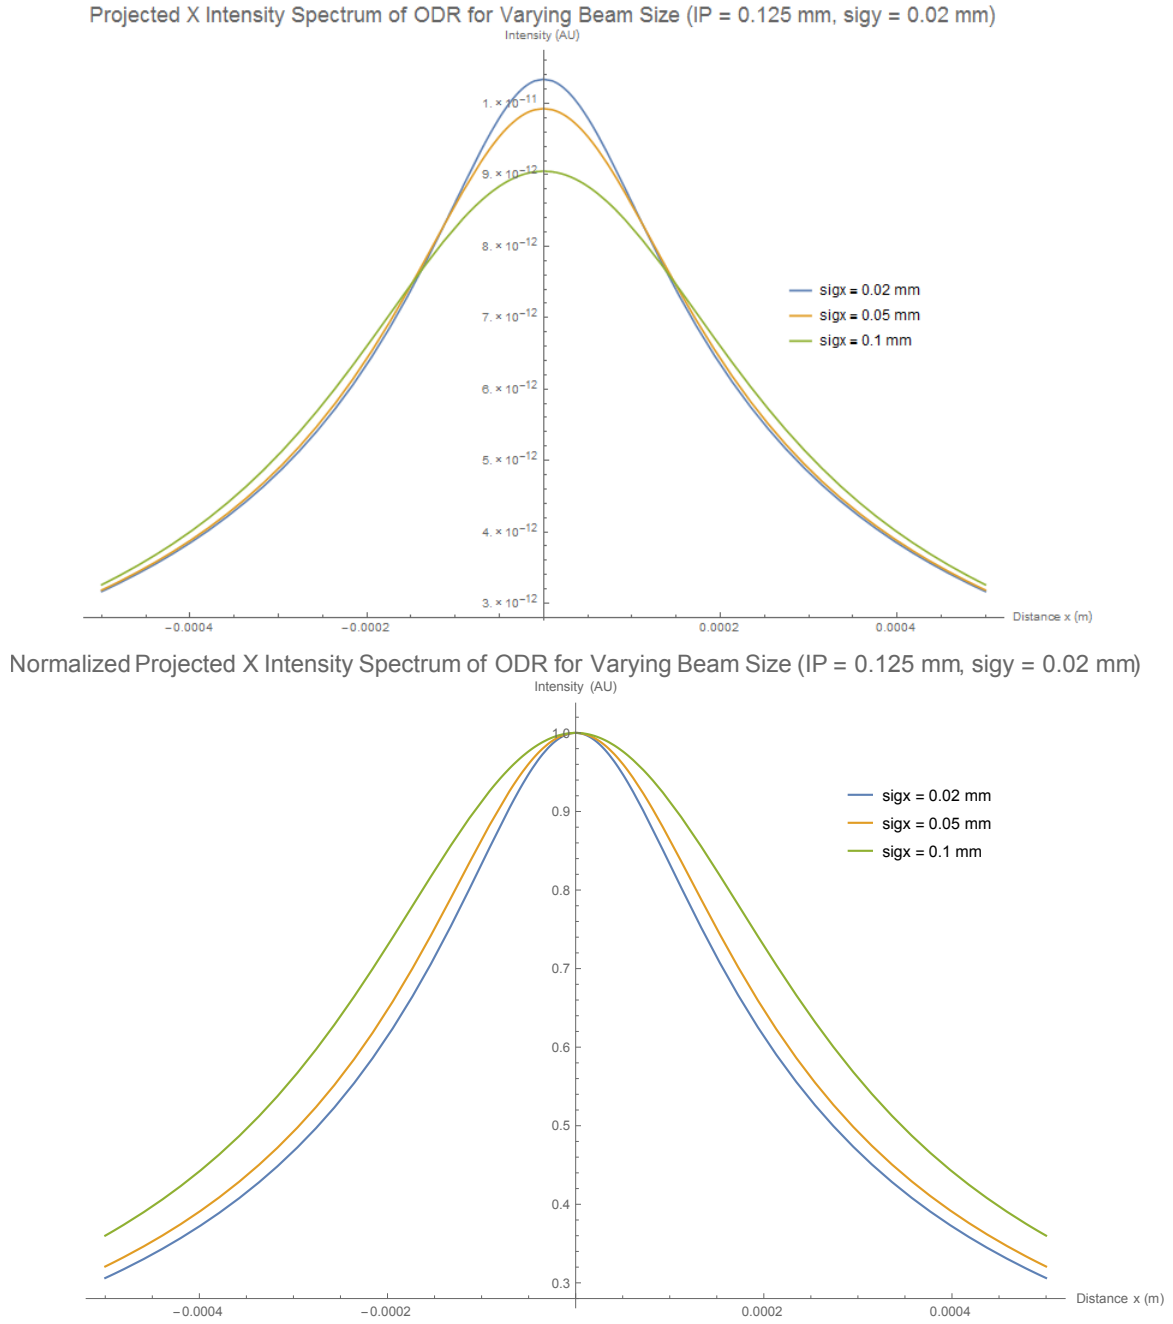 Projected X Intensity Spectrum of ODR for Varying Beam Size (IP = 0.125 mm, sigy = 0.02 mm)
Intensity (AU)
1. × 10⁻¹¹
9. × 10⁻¹²
8. × 10⁻¹²
7. × 10⁻¹²
6. × 10⁻¹²
5. × 10⁻¹²
4. × 10⁻¹²
3. × 10⁻¹²
sigx = 0.02 mm
sigx = 0.05 mm
sigx = 0.1 mm
Distance x (m)
−0.0004 −0.0002 0.0002 0.0004
Normalized Projected X Intensity Spectrum of ODR for Varying Beam Size (IP = 0.125 mm, sigy = 0.02 mm)
Intensity (AU)
1.0
0.9
0.8
0.7
0.6
0.5
0.4
0.3
sigx = 0.02 mm
sigx = 0.05 mm
sigx = 0.1 mm
Distance x (m)
−0.0004 −0.0002 0.0002 0.0004